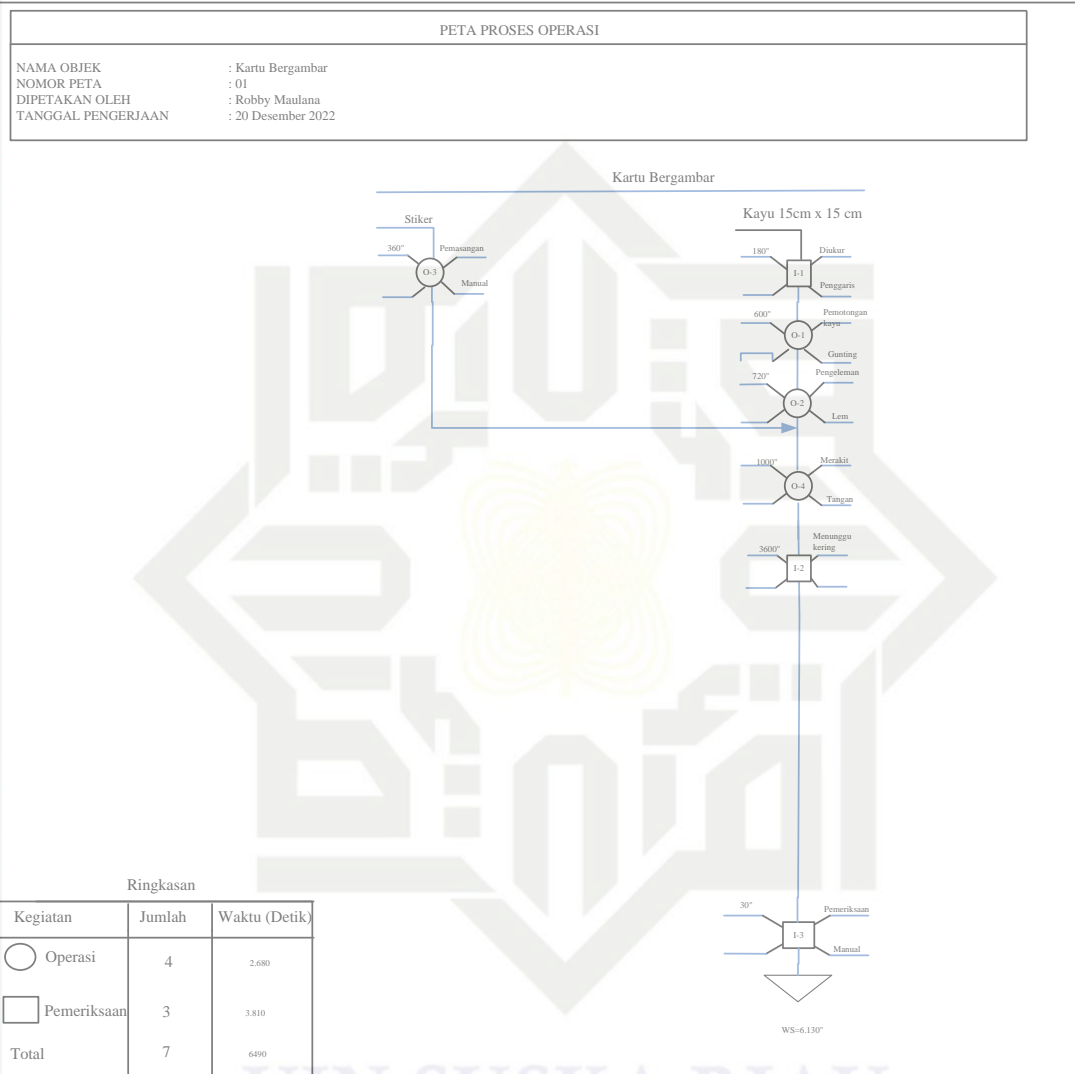 PETA PROSES OPERASI
NAMA OBJEK : Kartu Bergambar
NOMOR PETA : 01
DIPETAKAN OLEH : Robby Maulana
TANGGAL PENGERJAAN : 20 Desember 2022
Kartu Bergambar
Stiker
360" Pemasangan
O-3
Manual
Kayu 15cm x 15 cm
180" Diukur
I-1
Penggaris
600" Pemotongan
kayu
O-1
Gunting
720" Pengeleman
O-2
Lem
1000" Merakit
O-4
Tangan
Menunggu
3600" kering
I-2
30" Pemeriksaan
I-3
Manual
WS=6.130"
Ringkasan
Kegiatan Jumlah Waktu (Detik)
Operasi 4 2.680
Pemeriksaan 3 3.810
Total 7 6490
UIN SUSKA RIAU